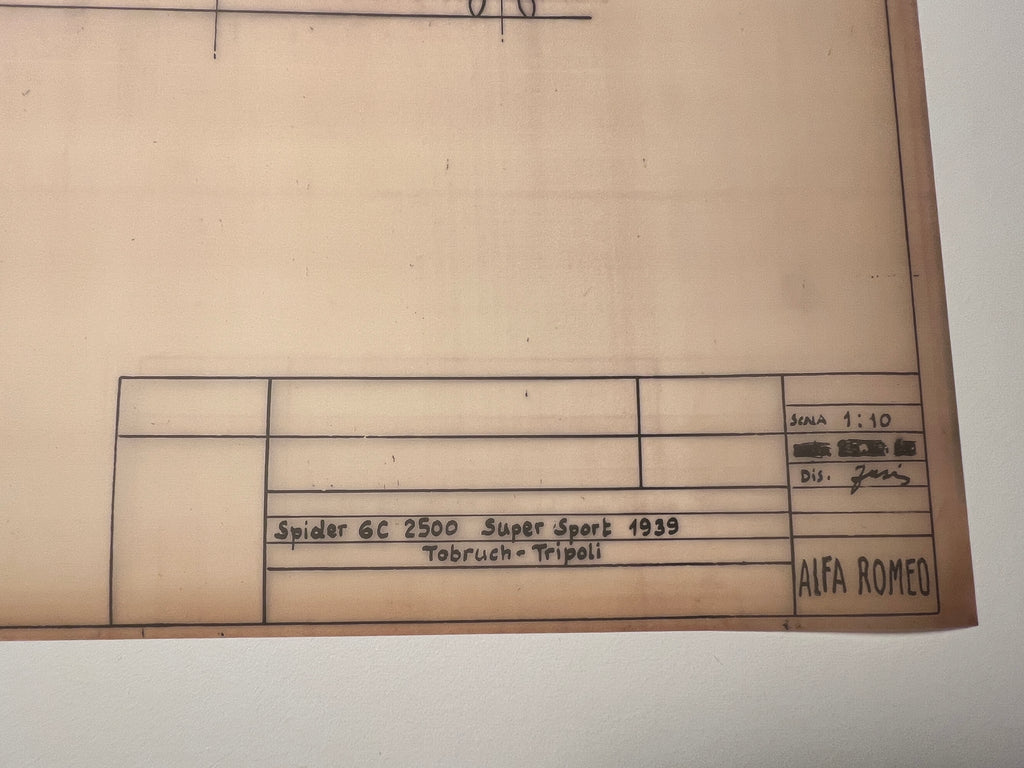 SCALA 1:10
Dis.
Spider 6C 2500 Super Sport 1939
Tobruch-Tripoli
ALFA ROMEO